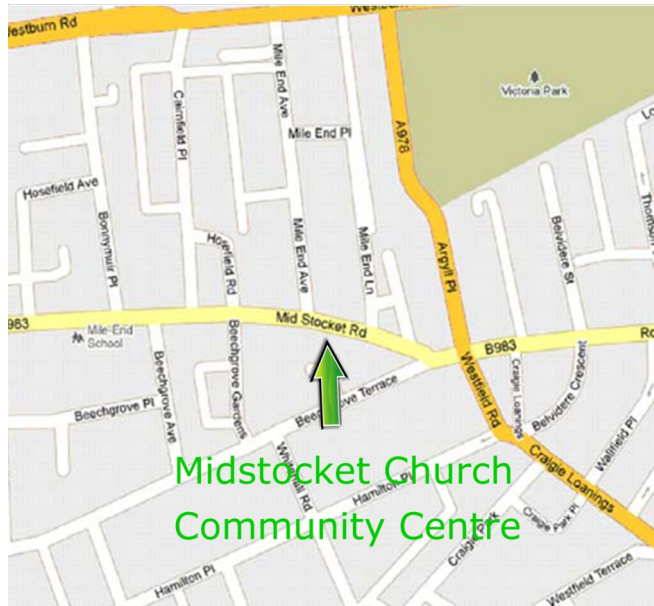 Westburn Rd
Mile End Ave
Cairnfield Pl
Mile End Pl
A978
Victoria Park
Hosefield Ave
Bonnymuir Pl
Hosefield Rd
Mile End Ave
Mile End Ln
Argyll Pl
Belvidere St
Mid Stocket Rd
Mile-End
School
B983
Beechgrove Gardens
Beechgrove Ave
Beechgrove Pl
Beechgrove Terrace
Westfield Rd
Craigie Loanings
Belvidere Crescent
Wallfield Pl
Craigie Loanings
Whitehall Rd
Hamilton Pl
Craigie Park
Craigie Park Pl
Midstocket Church
Community Centre
Hamilton Pl
Westfield Terrace